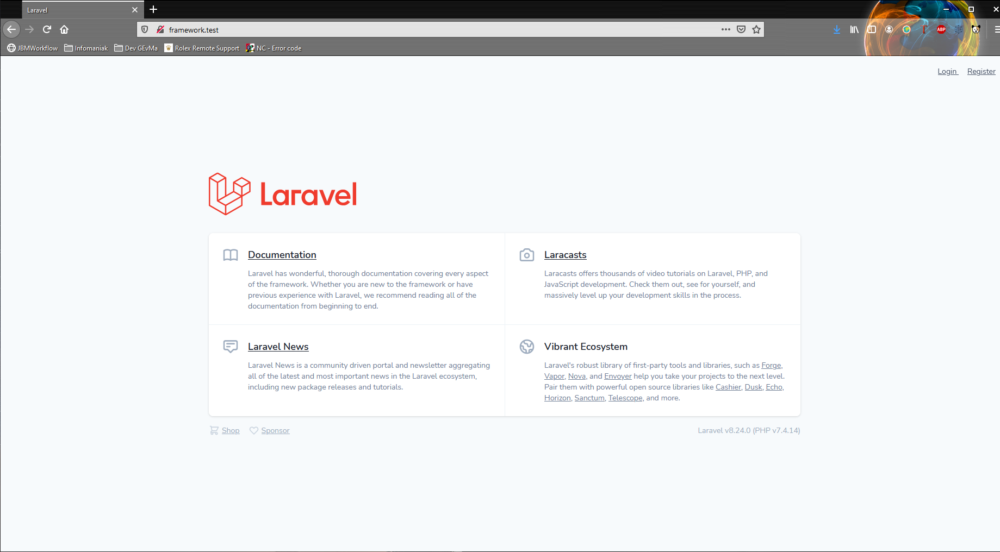 Laravel
framework.test
ABP
JBMWorkflow Infomaniak Dev GEvMa Rolex Remote Support NC - Error code
Login Register
Laravel
Documentation
Laravel has wonderful, thorough documentation covering every aspect
of the framework. Whether you are new to the framework or have
previous experience with Laravel, we recommend reading all of the
documentation from beginning to end.
Laracasts
Laracasts offers thousands of video tutorials on Laravel, PHP, and
JavaScript development. Check them out, see for yourself, and
massively level up your development skills in the process.
Laravel News
Laravel News is a community driven portal and newsletter aggregating
all of the latest and most important news in the Laravel ecosystem,
including new package releases and tutorials.
Vibrant Ecosystem
Laravel's robust library of first-party tools and libraries, such as Forge,
Vapor, Nova, and Envoyer help you take your projects to the next level.
Pair them with powerful open source libraries like Cashier, Dusk, Echo,
Horizon, Sanctum, Telescope, and more.
Shop Sponsor
Laravel v8.24.0 (PHP v7.4.14)